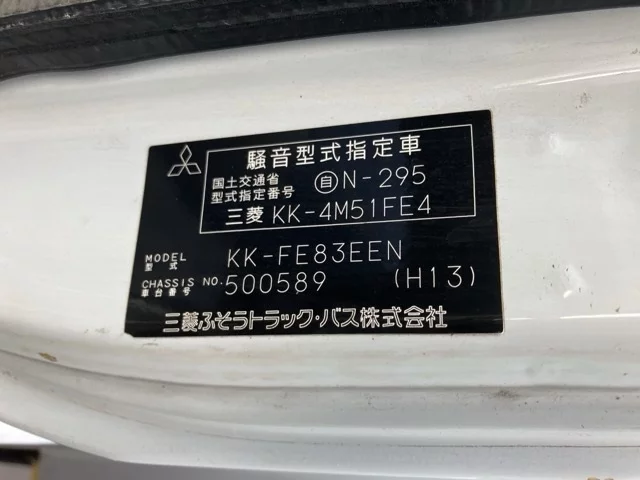 騒音型式指定車
国土交通省
型式指定番号 自N-295
三菱 KK-4M51FE4
MODEL
型式 KK-FE83EEN
CHASSIS NO.
車台番号 500589 (H13)
三菱ふそうトラック・バス株式会社